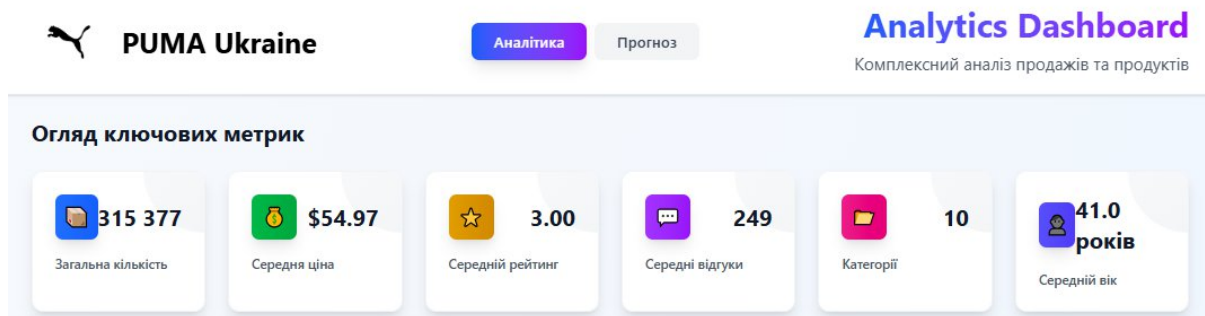 PUMA Ukraine
Аналітика
Прогноз
Analytics Dashboard
Комплексний аналіз продажів та продуктів
Огляд ключових метрик
315 377
Загальна кількість
$54.97
Середня ціна
3.00
Середній рейтинг
249
Середні відгуки
10
Категорії
41.0
років
Середній вік